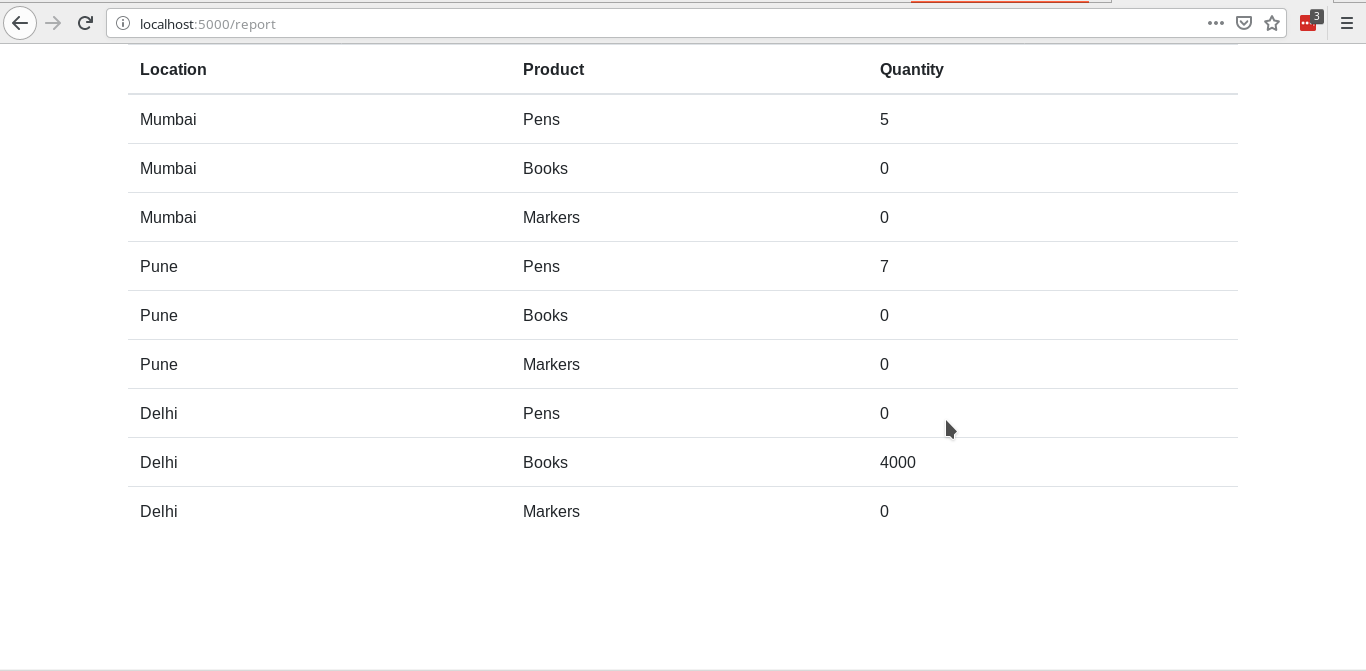 localhost:5000/report
3
Location Product Quantity
Mumbai Pens 5
Mumbai Books 0
Mumbai Markers 0
Pune Pens 7
Pune Books 0
Pune Markers 0
Delhi Pens 0
Delhi Books 4000
Delhi Markers 0